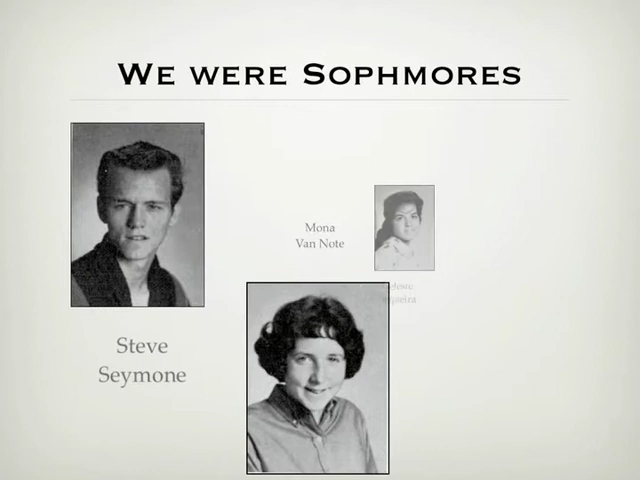 We were Sophmores
Mona
Van Note
Steve
Seymone